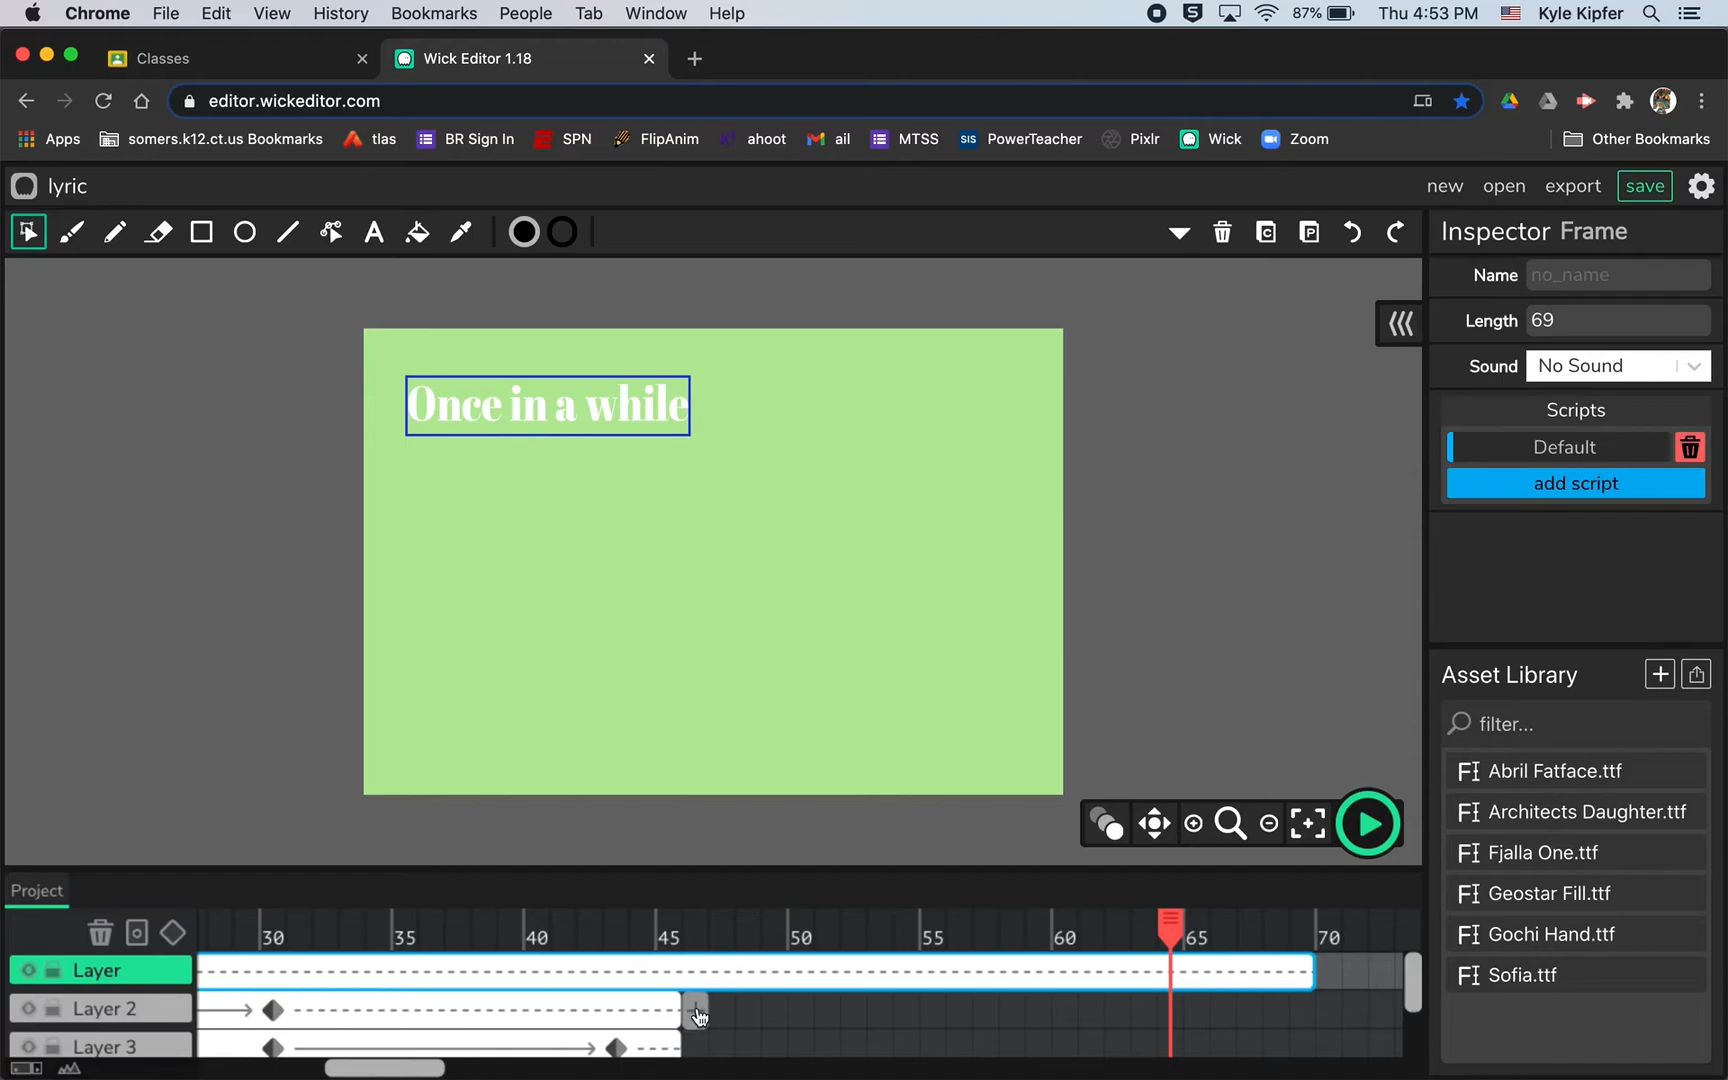 Chrome File Edit View History Bookmarks People Tab Window Help 87% Thu 4:53 PM Kyle Kipfer
Classes Wick Editor 1.18
editor.wickeditor.com
Apps somers.k12.ct.us Bookmarks tlas BR Sign In SPN FlipAnim ahoot ail MTSS SIS PowerTeacher Pixlr Wick Zoom Other Bookmarks
lyric new open export save
Inspector Frame
Name no_name
Length 69
Sound No Sound
Scripts
Default
add script
Once in a while
Asset Library
filter...
Abril Fatface.ttf
Architects Daughter.ttf
Fjalla One.ttf
Geostar Fill.ttf
Gochi Hand.ttf
Sofia.ttf
Project
30 35 40 45 50 55 60 65 70
Layer
Layer 2
Layer 3